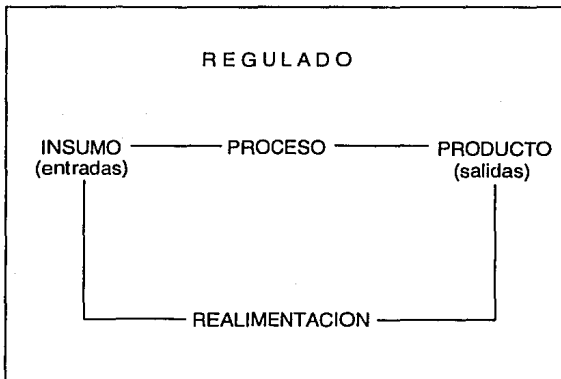 REGULADO
INSUMO PROCESO PRODUCTO
(entradas) (salidas)
REALIMENTACION